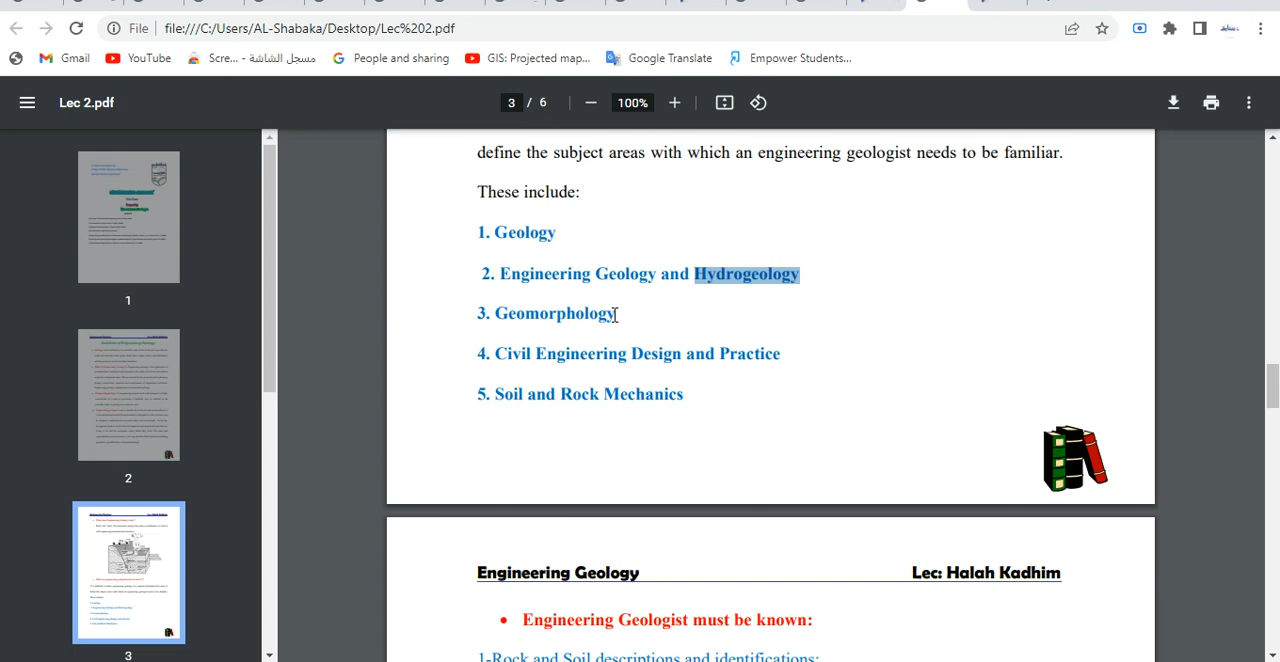 File file:///C:/Users/AL-Shabaka/Desktop/Lec%202.pdf
Gmail YouTube Scre... - مسجل الشاشة People and sharing GIS: Projected map... Google Translate Empower Students...
Lec 2.pdf 3 / 6 100%
define the subject areas with which an engineering geologist needs to be familiar.
These include:
1. Geology
2. Engineering Geology and Hydrogeology
3. Geomorphology
4. Civil Engineering Design and Practice
5. Soil and Rock Mechanics
Engineering Geology Lec: Halah Kadhim
• Engineering Geologist must be known:
1-Rock and Soil descriptions and identifications:
1
2
3